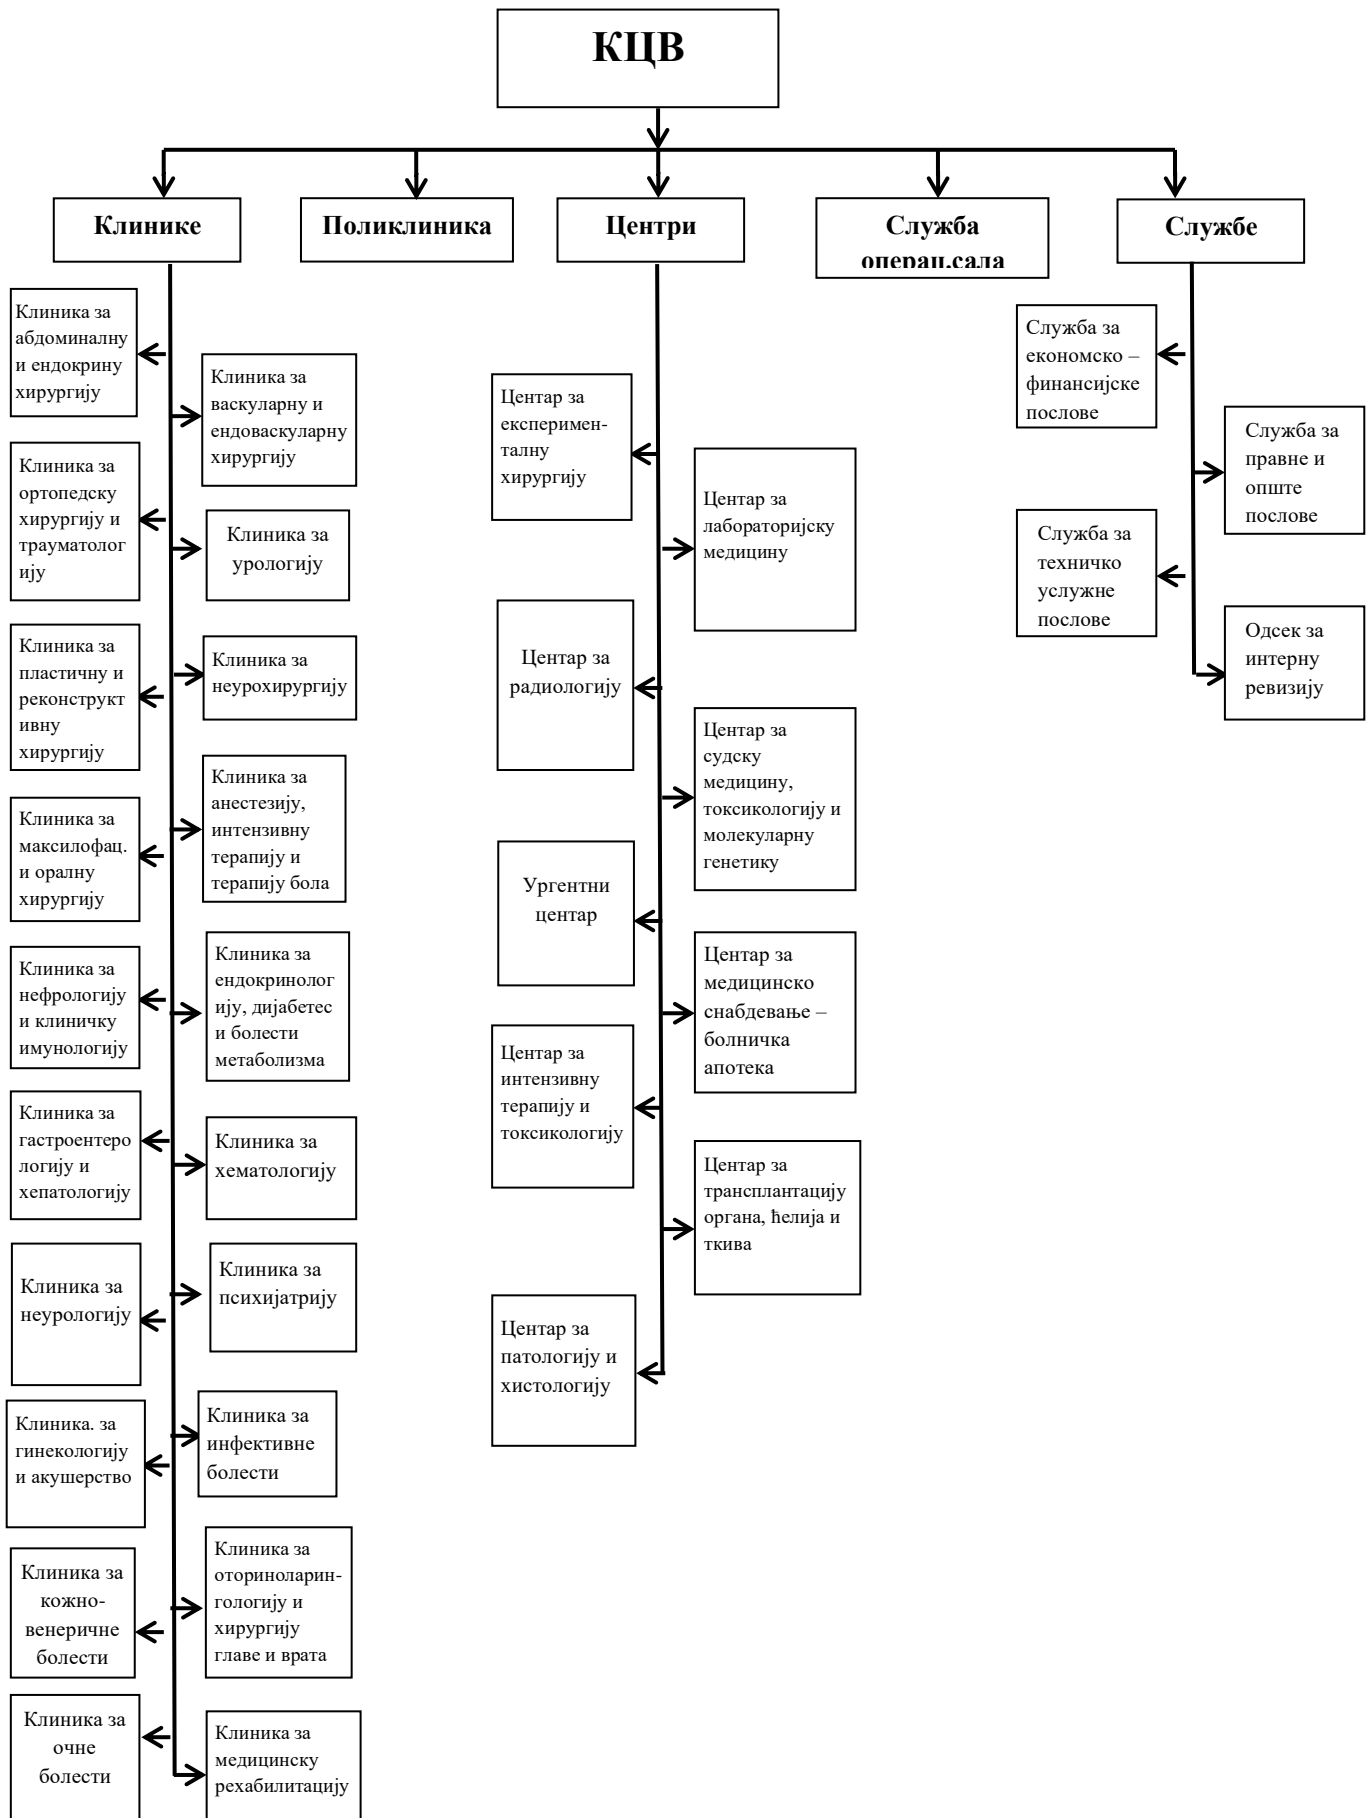 КЦВ
Клинике
Поликлиника
Центри
Служба
операц.сала
Службе
Клиника за
абдоминалну
и ендокрину
хирургију
Клиника за
васкуларну и
ендоваскуларну
хирургију
Клиника за
ортопедску
хирургију и
трауматолог
ију
Клиника за
урологију
Клиника за
пластичну и
реконструкт
ивну
хирургију
Клиника за
неурохирургију
Клиника за
анестезију,
интензивну
терапију и
терапију бола
Клиника за
максилофац.
и оралну
хирургију
Клиника за
нефрологију
и клиничку
имунологију
Клиника за
ендокринолог
ију, дијабетес
и болести
метаболизма
Клиника за
гастроентеро
логију и
хепатологију
Клиника за
хематологију
Клиника за
неурологију
Клиника за
психијатрију
Клиника. за
гинекологију
и акушерство
Клиника за
инфективне
болести
Клиника за
кожно-
венеричне
болести
Клиника за
оториноларин-
гологију и
хирургију
главе и врата
Клиника за
очне
болести
Клиника за
медицинску
рехабилитацију
Центар за
експеримен-
талну
хирургију
Центар за
лабораторијску
медицину
Центар за
радиологију
Центар за
судску
медицину,
токсикологију и
молекуларну
генетику
Ургентни
центар
Центар за
медицинско
снабдевање –
болничка
апотека
Центар за
интензивну
терапију и
токсикологију
Центар за
трансплантацију
органа, ћелија и
ткива
Центар за
патологију и
хистологију
Служба за
економско –
финансијске
послове
Служба за
правне и
опште
послове
Служба за
техничко
услужне
послове
Одсек за
интерну
ревизију